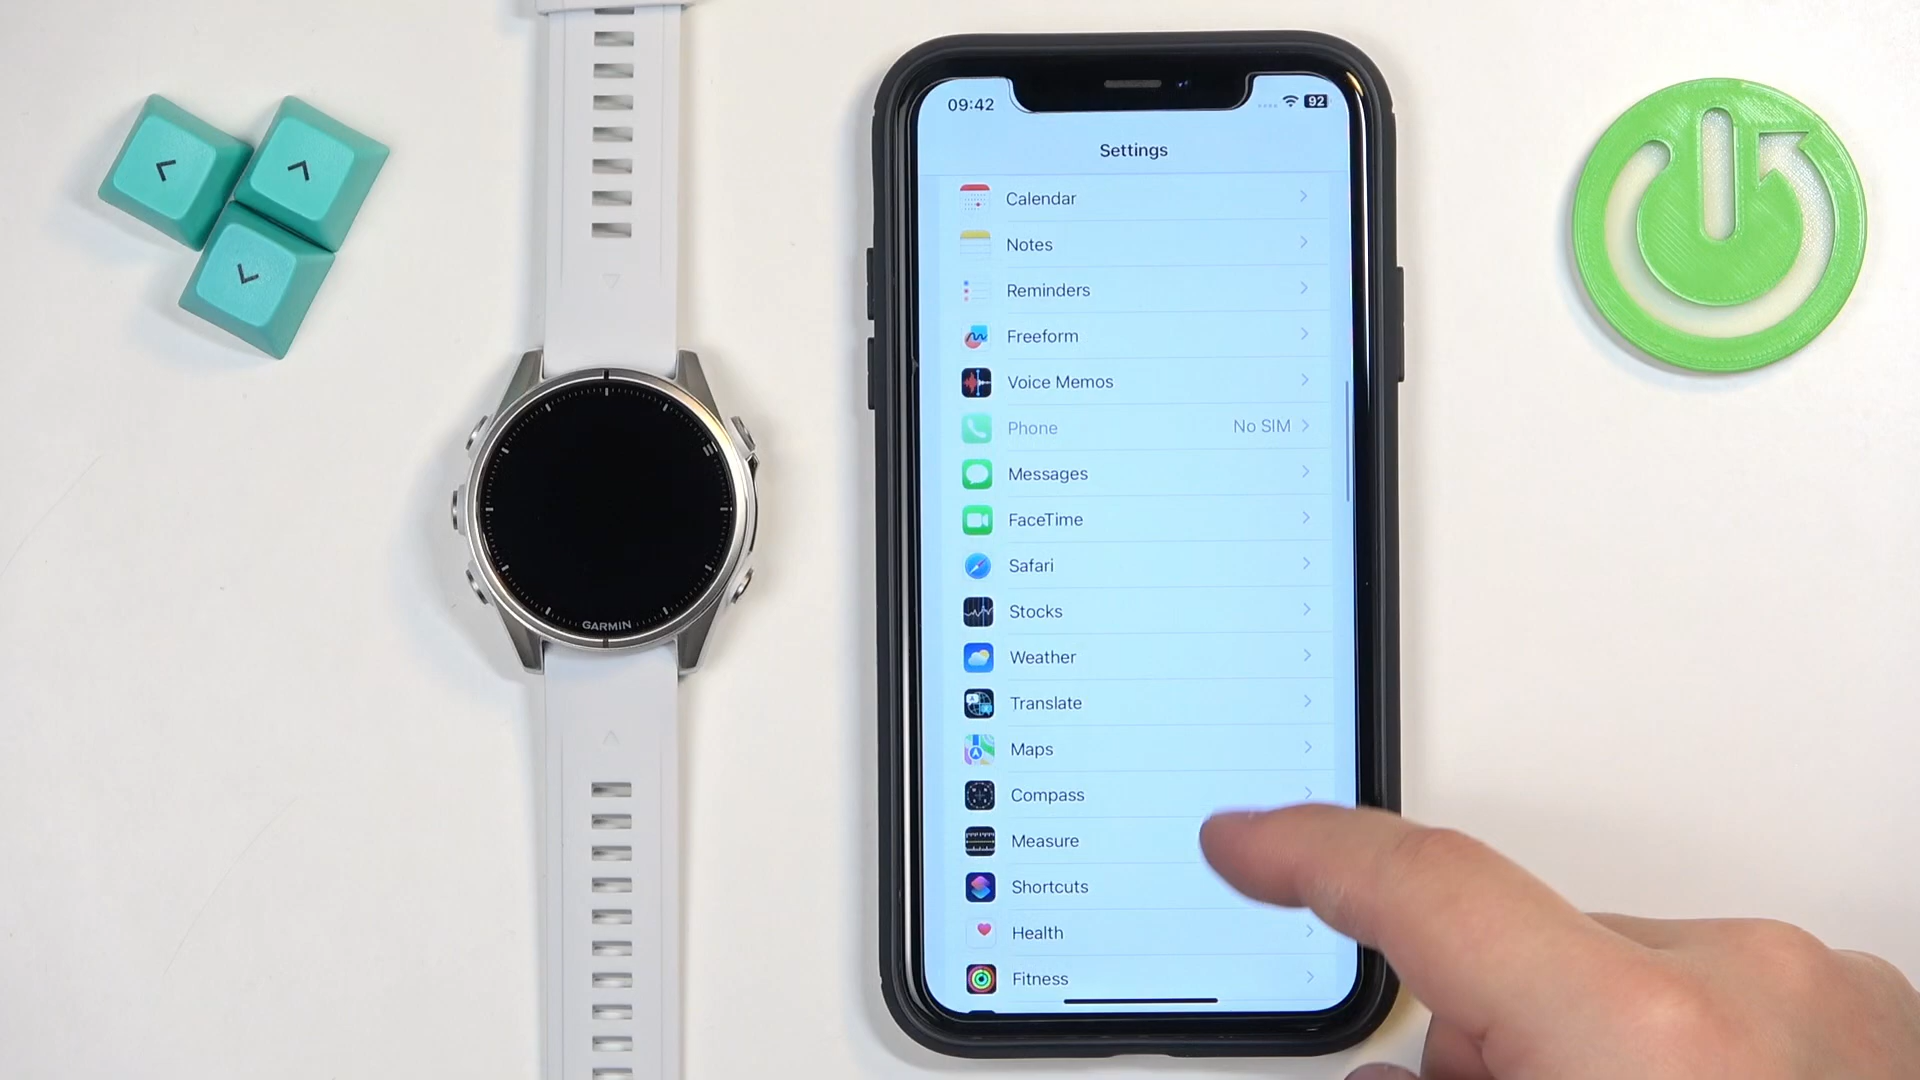 09:42
92
Settings
Calendar
Notes
Reminders
Freeform
Voice Memos
Phone No SIM
Messages
FaceTime
Safari
Stocks
Weather
Translate
Maps
Compass
Measure
Shortcuts
Health
Fitness
GARMIN